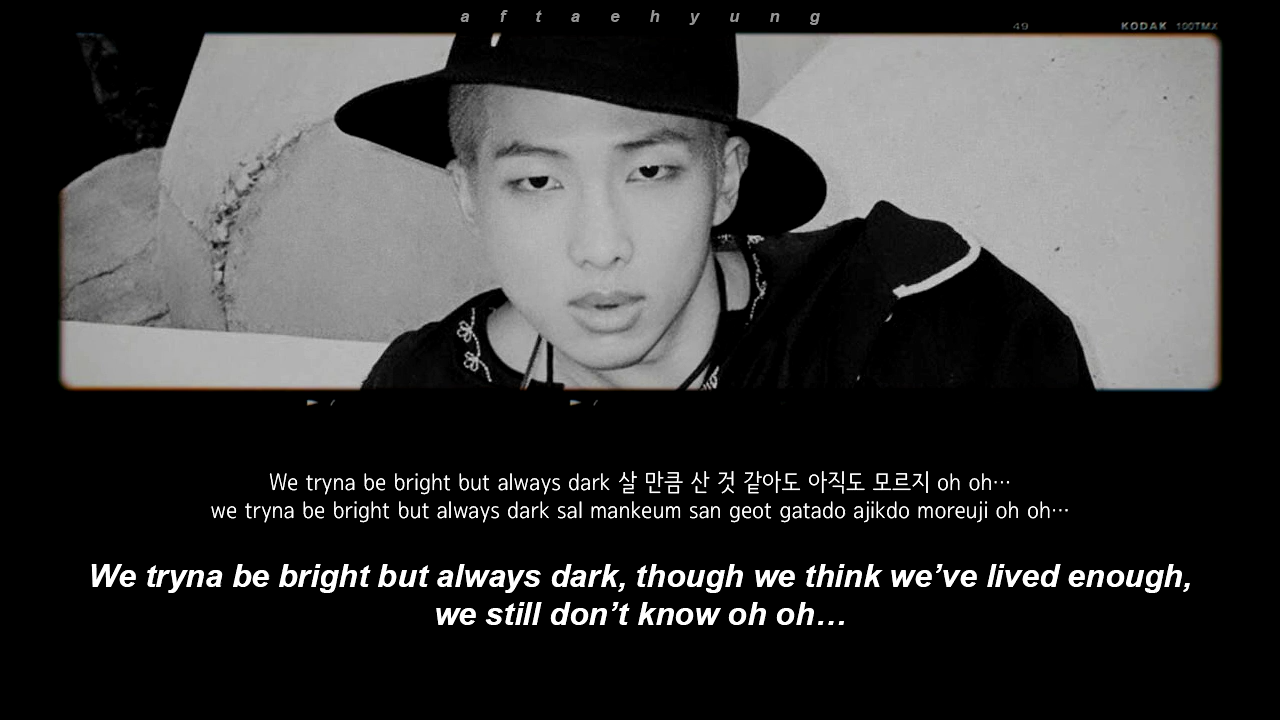 a f t a e h y u n g
49 KODAK 100TMX
We tryna be bright but always dark 살 만큼 산 것 같아도 아직도 모르지 oh oh…
we tryna be bright but always dark sal mankeum san geot gatado ajikdo moreuji oh oh…
We tryna be bright but always dark, though we think we’ve lived enough,
we still don’t know oh oh…